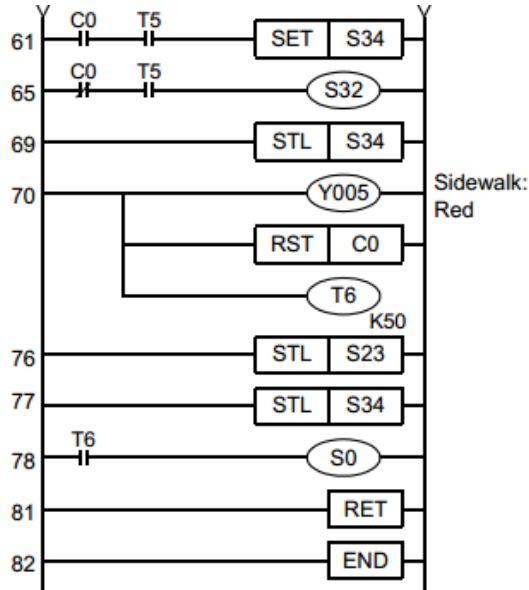 C0 T5
61 SET S34
C0 T5
65 S32
69 STL S34
70 Y005 Sidewalk:
Red
RST C0
T6
K50
76 STL S23
77 STL S34
T6
78 S0
81 RET
82 END